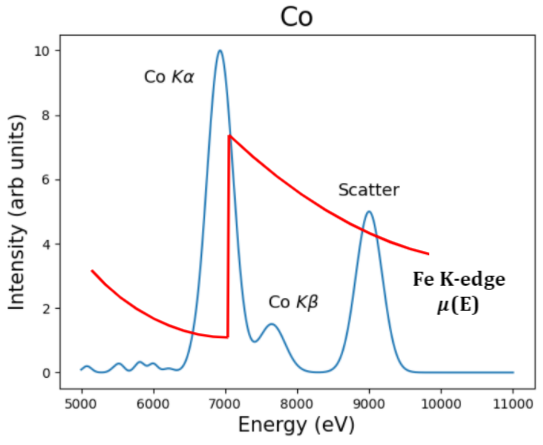 Co
Intensity (arb units)
10
8
6
4
2
0
Co Kα
Scatter
Co Kβ
Fe K-edge
μ(E)
5000 6000 7000 8000 9000 10000 11000
Energy (eV)